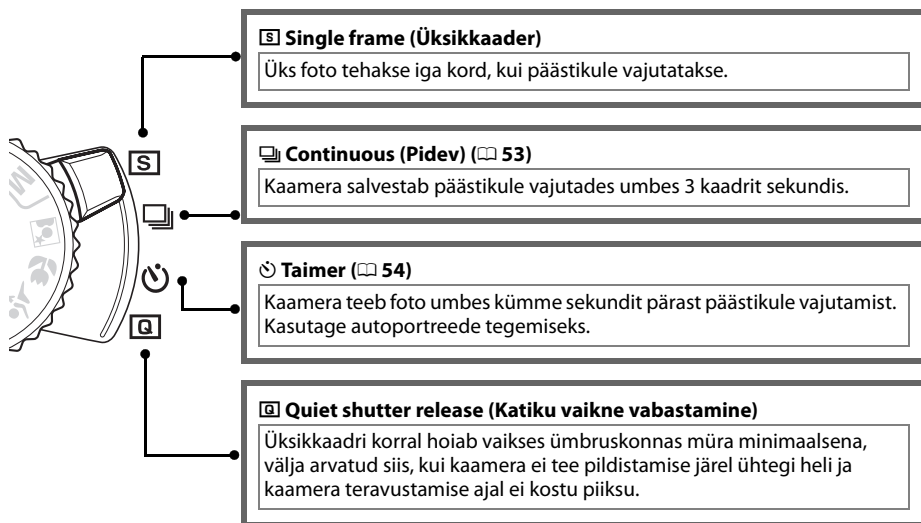 S Single frame (Üksikkaader)
Üks foto tehakse iga kord, kui päästikule vajutatakse.
Continuous (Pidev) (53)
Kaamera salvestab päästikule vajutades umbes 3 kaadrit sekundis.
Taimer (54)
Kaamera teeb foto umbes kümme sekundit pärast päästikule vajutamist.
Kasutage autoportreede tegemiseks.
Q Quiet shutter release (Katiku vaikne vabastamine)
Üksikkaadri korral hoiab vaikses ümbruskonnas müra minimaalsena,
välja arvatud siis, kui kaamera ei tee pildistamise järel ühtegi heli ja
kaamera teravustamise ajal ei kostu piiksu.
M
S
Q